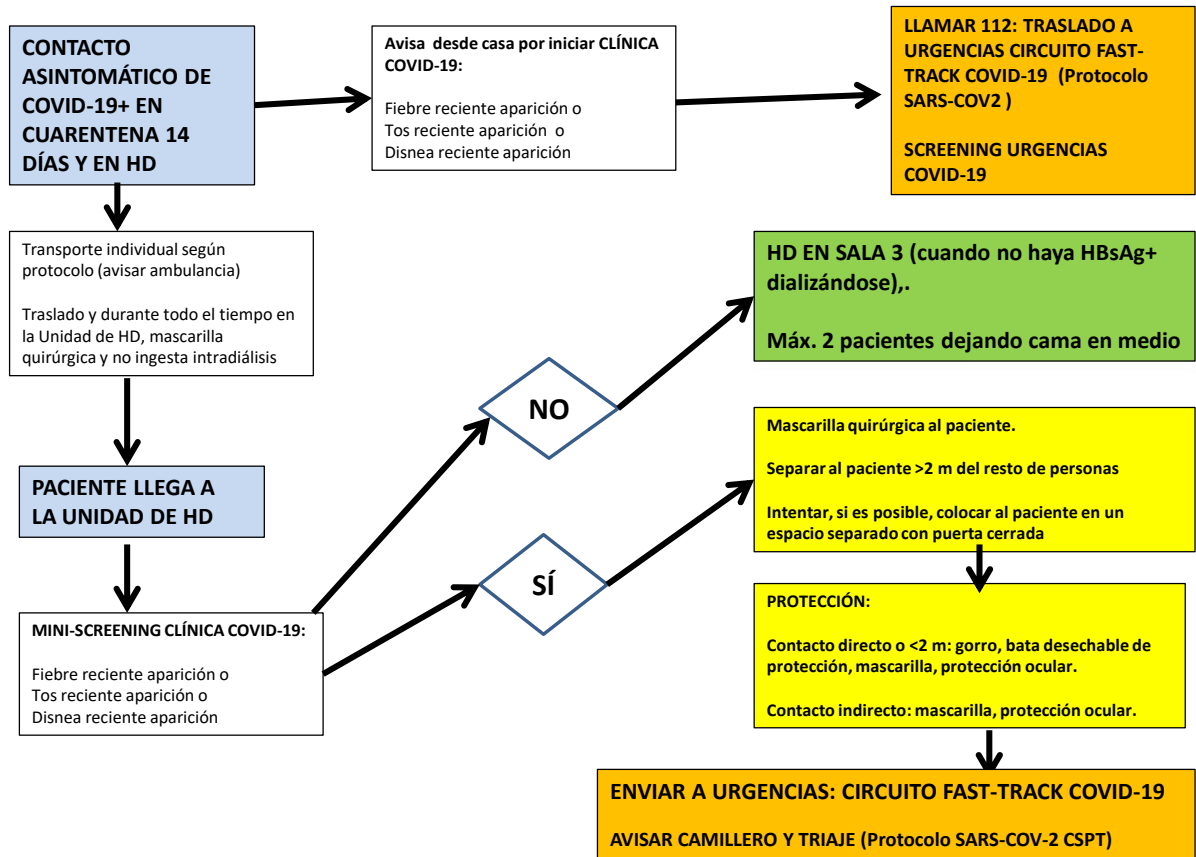 CONTACTO
ASINTOMÁTICO DE
COVID-19+ EN
CUARENTENA 14
DÍAS Y EN HD
Avisa desde casa por iniciar CLÍNICA
COVID-19:
Fiebre reciente aparición o
Tos reciente aparición o
Disnea reciente aparición
LLAMAR 112: TRASLADO A
URGENCIAS CIRCUITO FAST-
TRACK COVID-19 (Protocolo
SARS-COV2 )
SCREENING URGENCIAS
COVID-19
Transporte individual según
protocolo (avisar ambulancia)
Traslado y durante todo el tiempo en
la Unidad de HD, mascarilla
quirúrgica y no ingesta intradiálisis
HD EN SALA 3 (cuando no haya HBsAg+
dializándose),.
Máx. 2 pacientes dejando cama en medio
NO
PACIENTE LLEGA A
LA UNIDAD DE HD
Mascarilla quirúrgica al paciente.
Separar al paciente >2 m del resto de personas
Intentar, si es posible, colocar al paciente en un
espacio separado con puerta cerrada
SÍ
MINI-SCREENING CLÍNICA COVID-19:
Fiebre reciente aparición o
Tos reciente aparición o
Disnea reciente aparición
PROTECCIÓN:
Contacto directo o <2 m: gorro, bata desechable de
protección, mascarilla, protección ocular.
Contacto indirecto: mascarilla, protección ocular.
ENVIAR A URGENCIAS: CIRCUITO FAST-TRACK COVID-19
AVISAR CAMILLERO Y TRIAJE (Protocolo SARS-COV-2 CSPT)